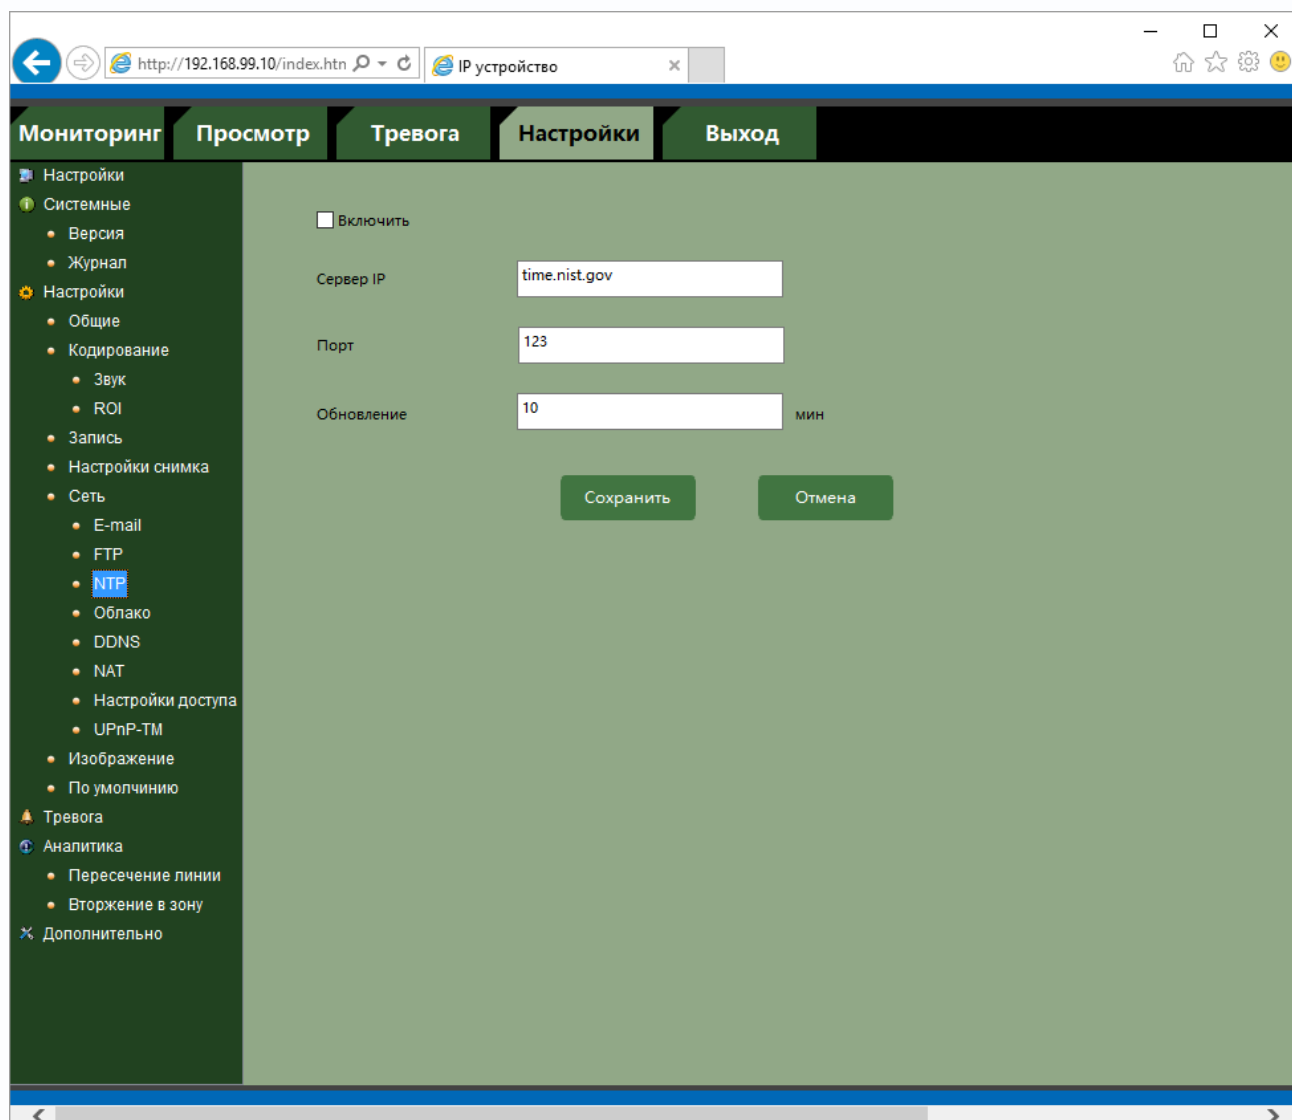 http://192.168.99.10/index.htn
IP устройство
Мониторинг Просмотр Тревога Настройки Выход
Настройки
Системные
Версия
Журнал
Настройки
Общие
Кодирование
Звук
ROI
Запись
Настройки снимка
Сеть
E-mail
FTP
NTP
Облако
DDNS
NAT
Настройки доступа
UPnP-TM
Изображение
По умолчинию
Тревога
Аналитика
Пересечение линии
Вторжение в зону
Дополнительно
Включить
Сервер IP time.nist.gov
Порт 123
Обновление 10 мин
Сохранить Отмена